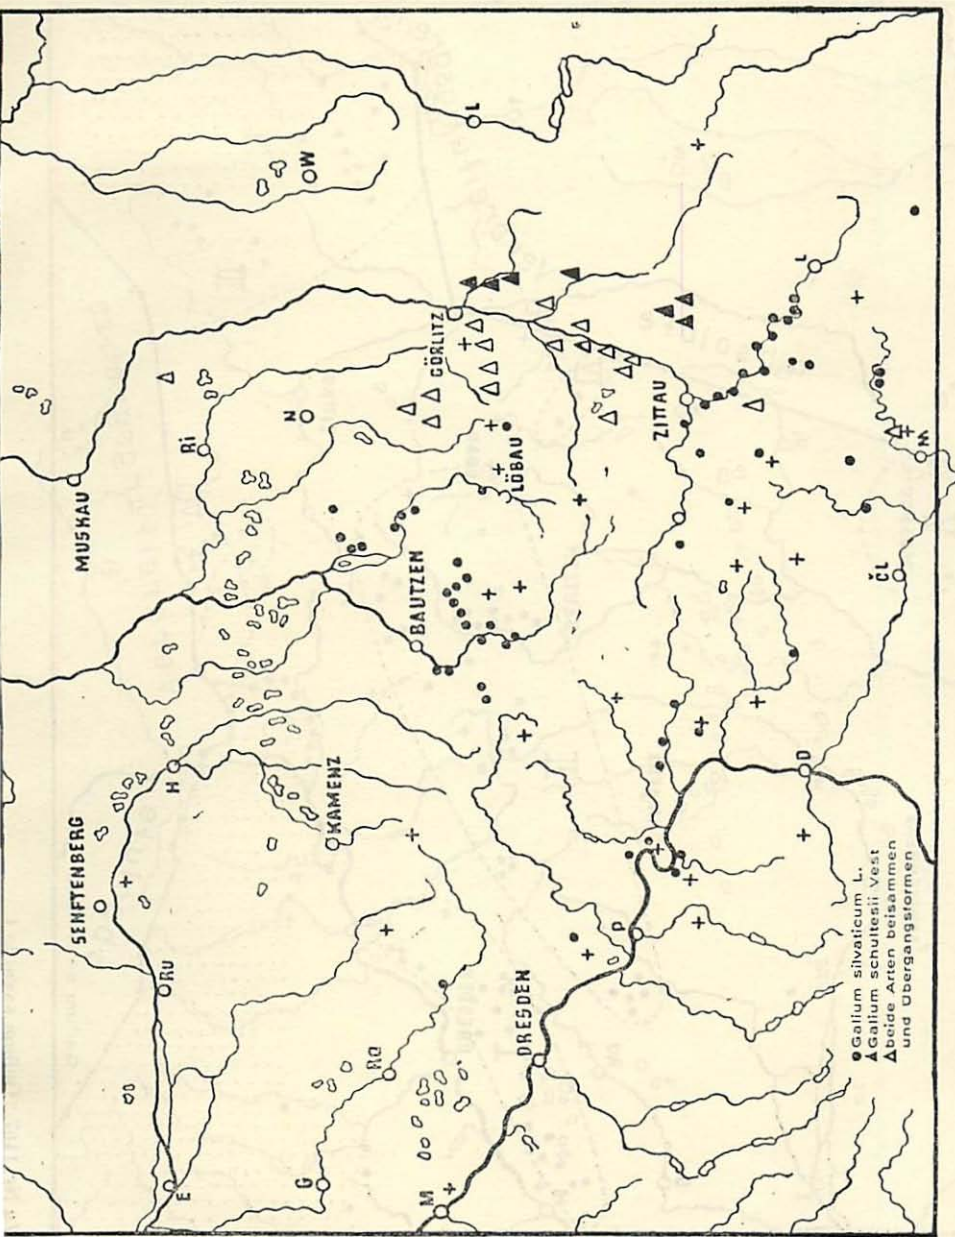 MUSKAU
SENFTENBERG
KAMENZ
BAUTZEN
LÖBAU
GÖRLITZ
ZITTAU
DRESDEN
W
L
L
N
Ri
H
Ru
E
G
Ra
M
P
D
ČL
M
Galium silvaticum L.
Galium schultesii Vest
beide Arten beisammen
und Übergangsformen